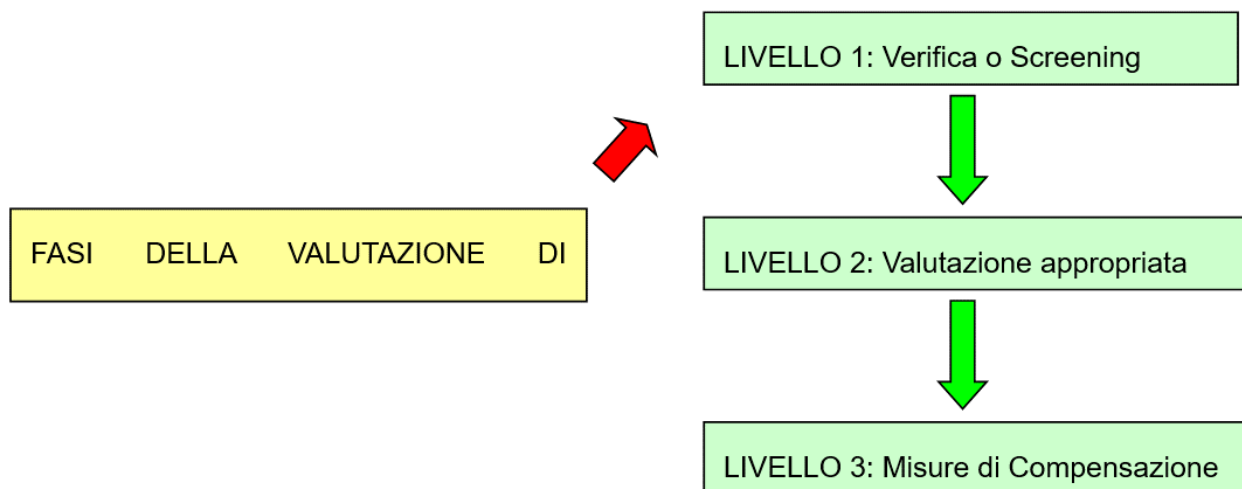 LIVELLO 1: Verifica o Screening
FASI DELLA VALUTAZIONE DI
LIVELLO 2: Valutazione appropriata
LIVELLO 3: Misure di Compensazione